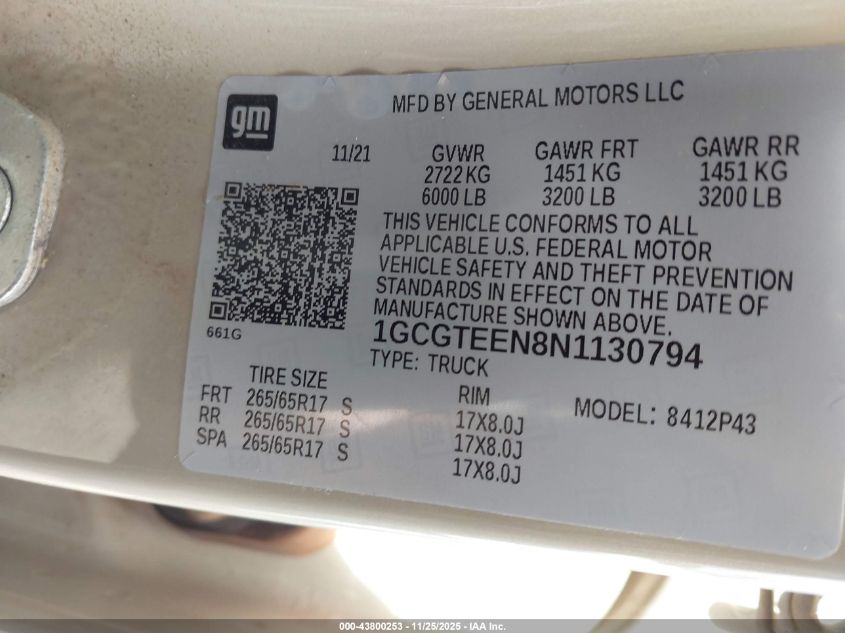 MFD BY GENERAL MOTORS LLC
gm
11/21
GVWR GAWR FRT GAWR RR
2722 KG 1451 KG 1451 KG
6000 LB 3200 LB 3200 LB
THIS VEHICLE CONFORMS TO ALL
APPLICABLE U.S. FEDERAL MOTOR
VEHICLE SAFETY AND THEFT PREVENTION
STANDARDS IN EFFECT ON THE DATE OF
MANUFACTURE SHOWN ABOVE.
661G
1GCGTEEN8N1130794
TYPE: TRUCK
TIRE SIZE RIM
FRT 265/65R17 S 17X8.0J
RR 265/65R17 S 17X8.0J
SPA 265/65R17 S 17X8.0J
MODEL: 8412P43
000-43800253 - 11/25/2025 - IAA Inc.